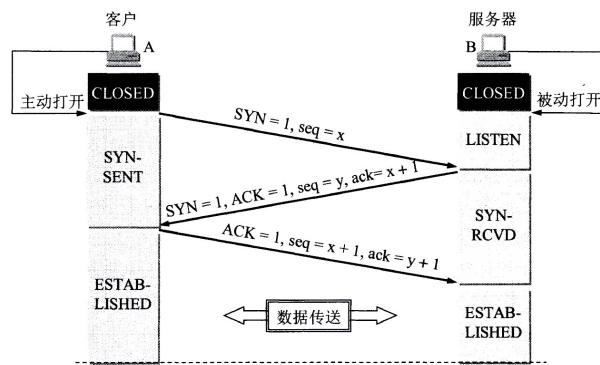 客户
服务器
A
B
主动打开
CLOSED
CLOSED
被动打开
SYN = 1, seq = x
LISTEN
SYN-
SENT
SYN = 1, ACK = 1, seq = y, ack= x + 1
SYN-
RCVD
ACK = 1, seq = x + 1, ack = y + 1
ESTAB-
LISHED
数据传送
ESTAB-
LISHED